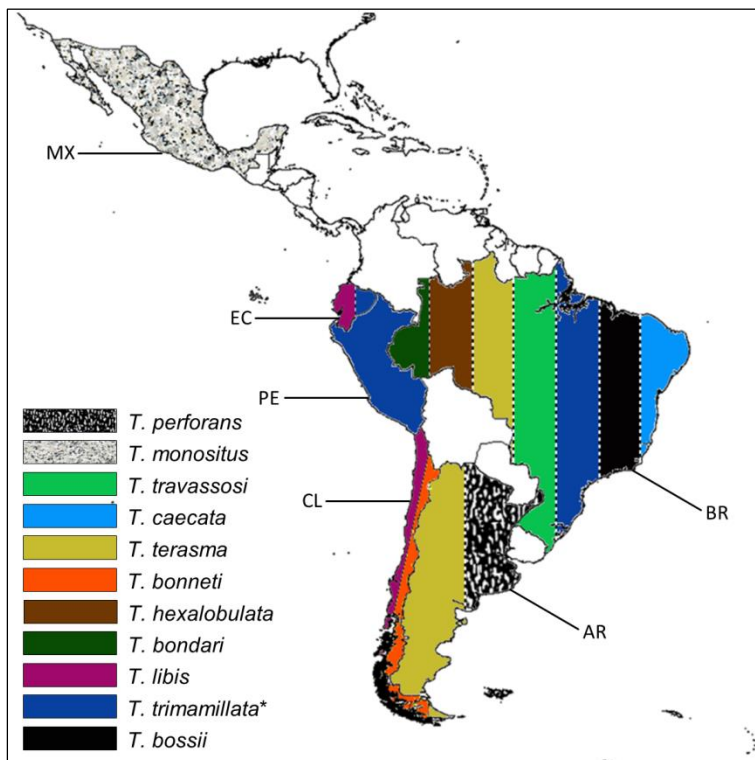 MX
EC
PE
CL
BR
AR
T. perforans
T. monositus
T. travassosi
T. caecata
T. terasma
T. bonneti
T. hexalobulata
T. bondari
T. libis
T. trimamillata*
T. bossii